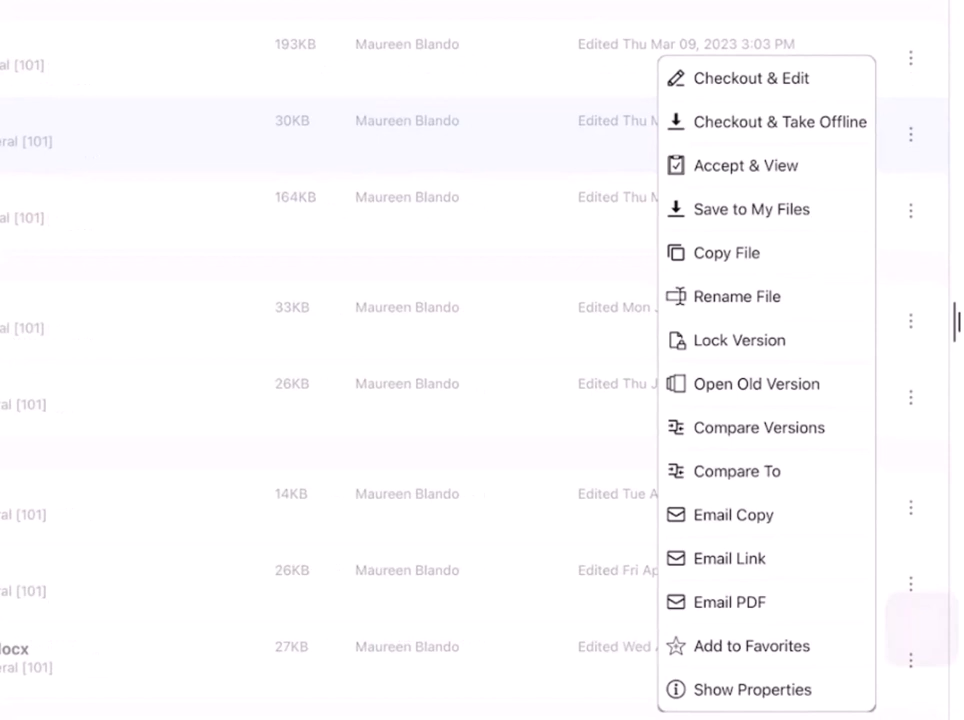 193KB Maureen Blando Edited Thu Mar 09, 2023 3:03 PM
al [101]
Checkout & Edit
30KB Maureen Blando Edited Thu M
Checkout & Take Offline
eral [101]
Accept & View
164KB Maureen Blando Edited Thu M
Save to My Files
al [101]
Copy File
Rename File
33KB Maureen Blando Edited Mon J
al [101]
Lock Version
26KB Maureen Blando Edited Thu J
Open Old Version
ral [101]
Compare Versions
Compare To
14KB Maureen Blando Edited Tue A
ral [101]
Email Copy
Email Link
26KB Maureen Blando Edited Fri Ap
al [101]
Email PDF
27KB Maureen Blando Edited Wed
Add to Favorites
ocx
eral [101]
Show Properties